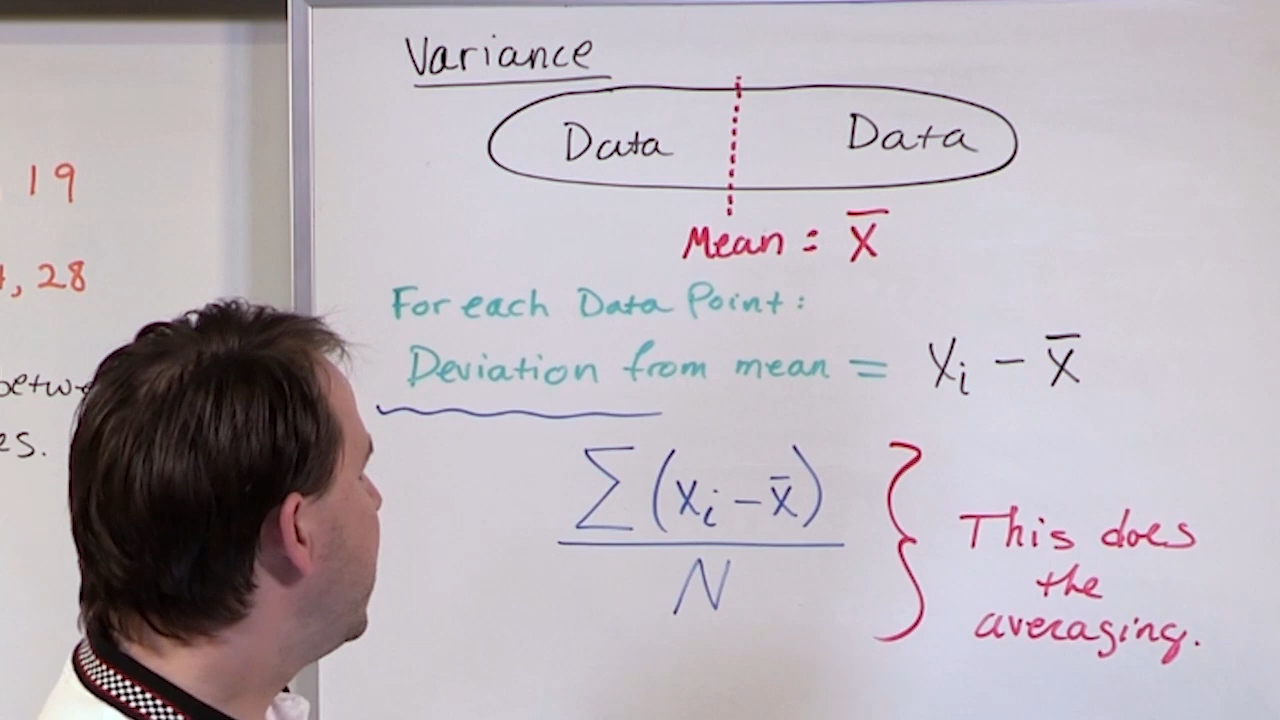 , 19
, 28
es.
Variance
Data Data
Mean = x̄
For each Data Point:
Deviation from mean = xᵢ - x̄
∑(xᵢ - x̄)
N
This does
the
averaging.